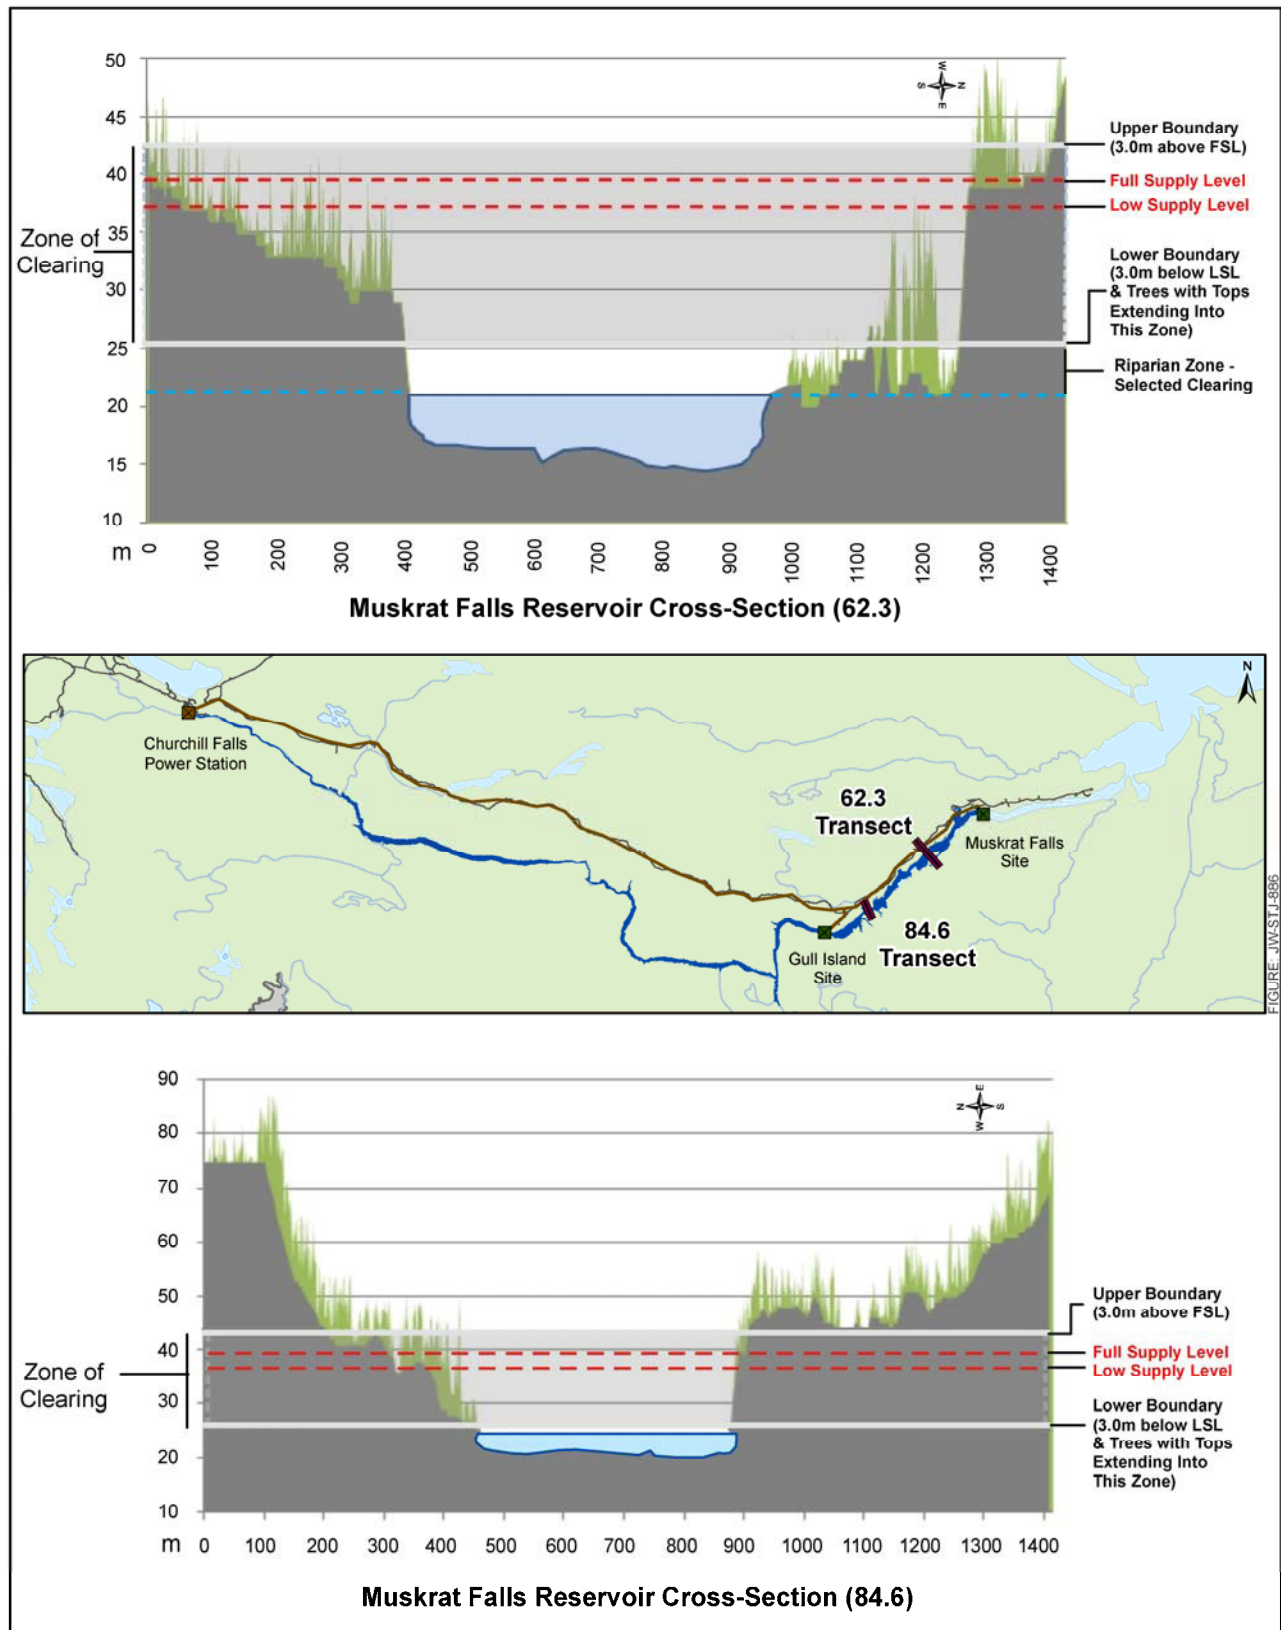 50
45
40
35
30
25
20
15
10
m
0
100
200
300
400
500
600
700
800
900
1000
1100
1200
1300
1400
Zone of
Clearing
W
S
N
E
Upper Boundary
(3.0m above FSL)
Full Supply Level
Low Supply Level
Lower Boundary
(3.0m below LSL
& Trees with Tops
Extending Into
This Zone)
Riparian Zone -
Selected Clearing
Muskrat Falls Reservoir Cross-Section (62.3)
N
Churchill Falls
Power Station
62.3
Transect
Muskrat Falls
Site
84.6
Transect
Gull Island
Site
FIGURE: JW-STJ-886
90
80
70
60
50
40
30
20
10
m
0
100
200
300
400
500
600
700
800
900
1000
1100
1200
1300
1400
Zone of
Clearing
E
N
S
W
Upper Boundary
(3.0m above FSL)
Full Supply Level
Low Supply Level
Lower Boundary
(3.0m below LSL
& Trees with Tops
Extending Into
This Zone)
Muskrat Falls Reservoir Cross-Section (84.6)